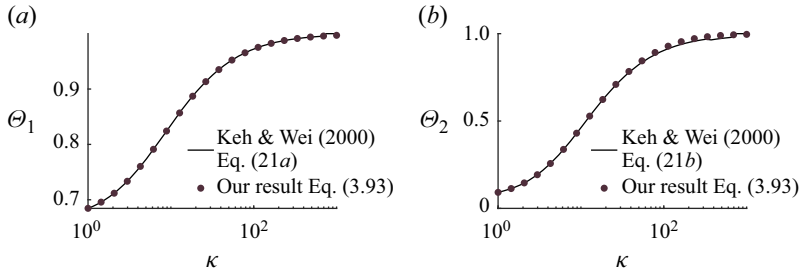 (a)
0.9
Θ1
0.8
0.7
Keh & Wei (2000)
Eq. (21a)
Our result Eq. (3.93)
10^0
10^2
κ
(b)
1.0
Θ2
0.5
0
Keh & Wei (2000)
Eq. (21b)
Our result Eq. (3.93)
10^0
10^2
κ